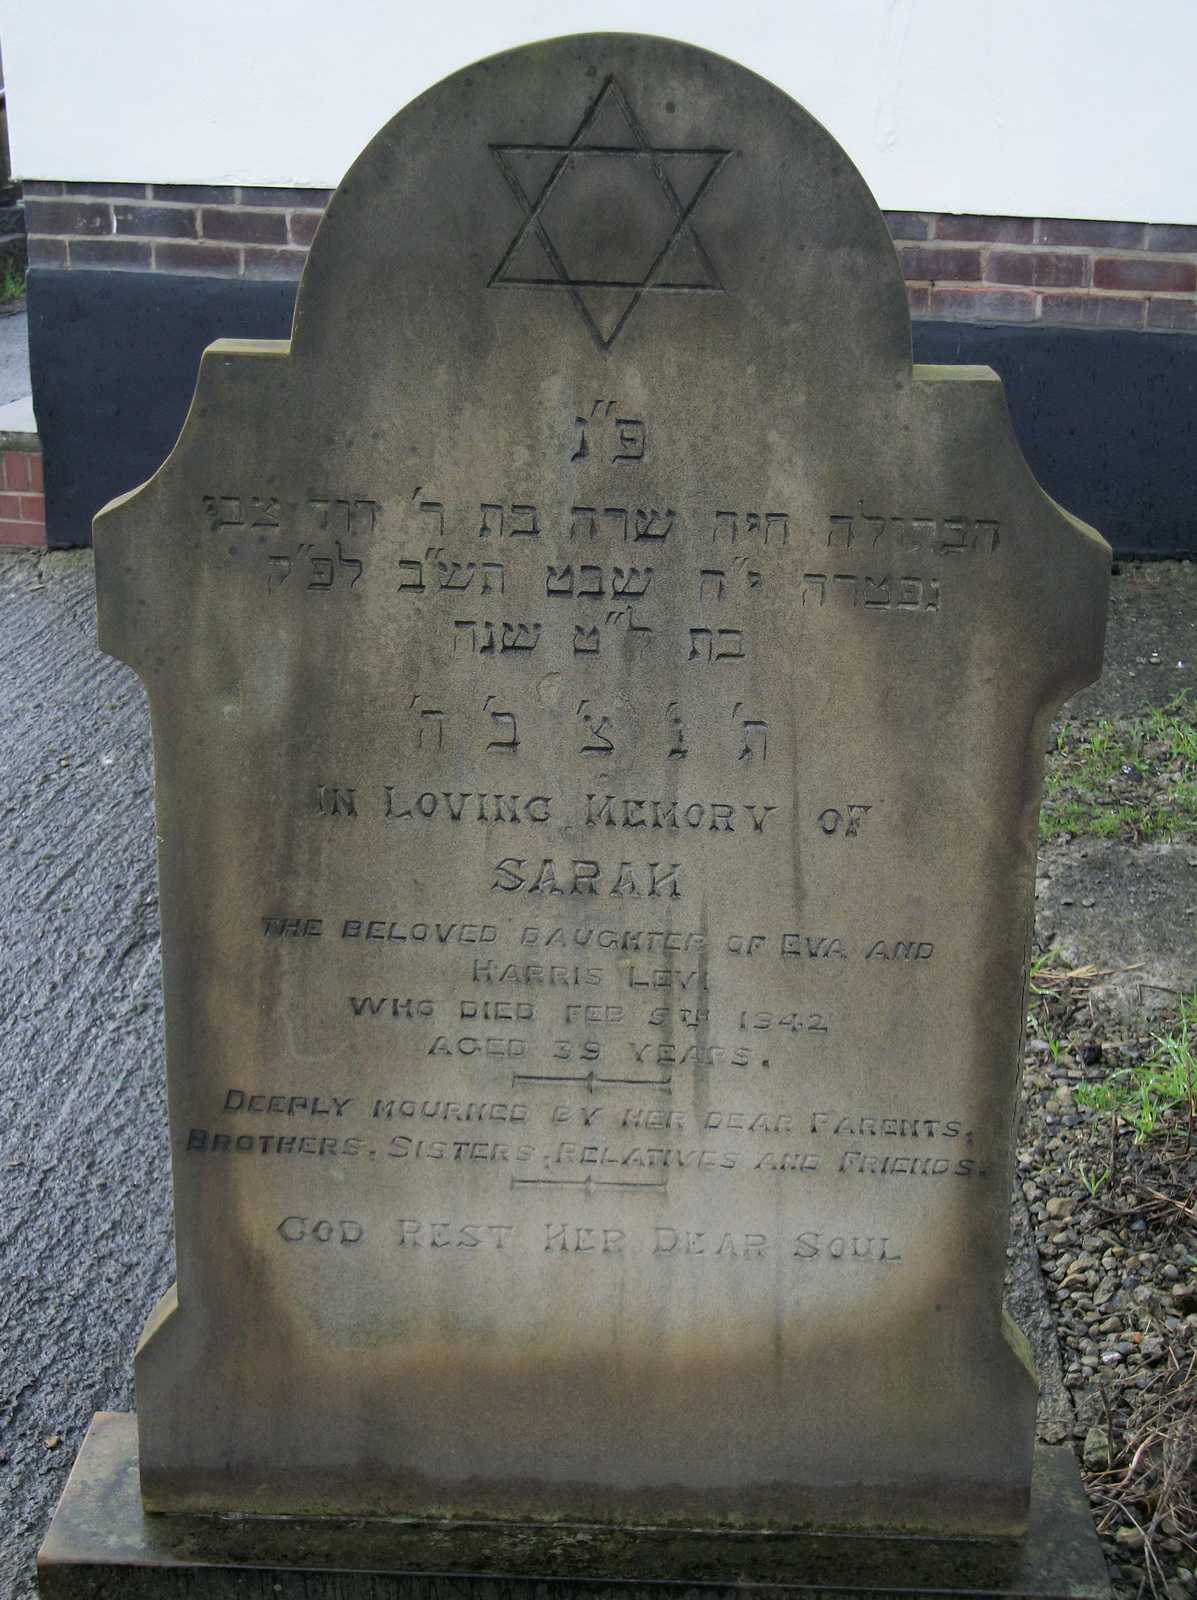 פ״נ
הבתולה חיה שרה בת ר׳ דוד צבי
נפטרה י״ח שבט תש״ב לפ״ק
בת ל״ט שנה
ת׳ נ׳ צ׳ ב׳ ה׳
IN LOVING MEMORY OF
SARAH
THE BELOVED DAUGHTER OF EVA AND
HARRIS LEVI
WHO DIED FEB 5TH 1942
AGED 39 YEARS.
DEEPLY MOURNED BY HER DEAR PARENTS,
BROTHERS, SISTERS, RELATIVES AND FRIENDS.
GOD REST HER DEAR SOUL